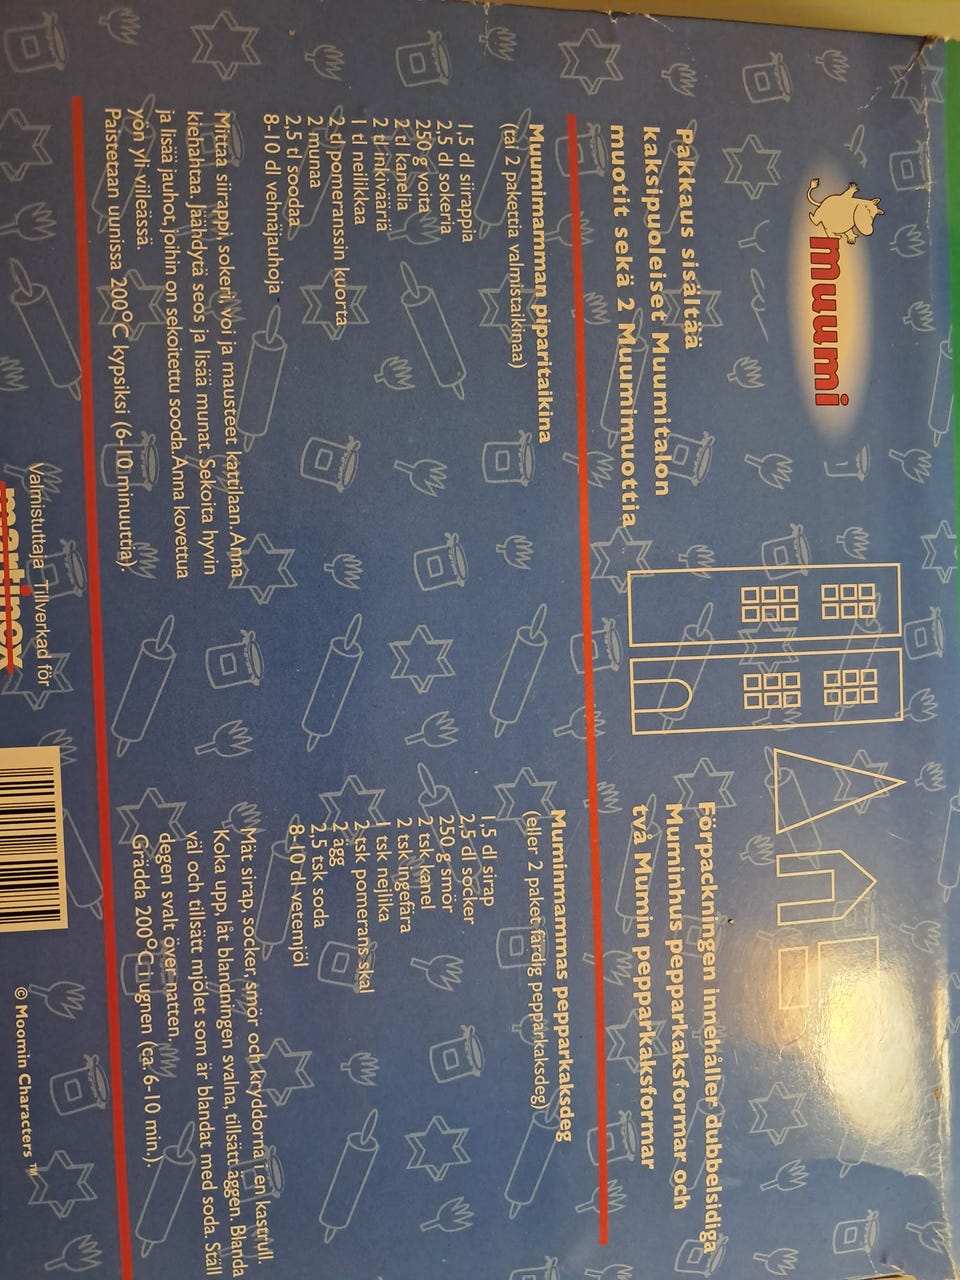 muumi
Pakkaus sisältää
kaksipuoleiset Muumitalon
muotit sekä 2 Muumimuottia
Muumimamman piparitaikina
(tai 2 pakettia valmistaikinaa)
1,5 dl siirappia
2,5 dl sokeria
250 g voita
2 tl kanelia
2 tl inkivääriä
1 tl neilikkaa
2 tl pomeranssin kuorta
2 munaa
2,5 tl soodaa
8-10 dl vehnäjauhoja
Mittaa siirappi, sokeri, voi ja mausteet kattilaan. Anna
kiehahtaa. Jäähdytä seos ja lisää munat. Sekoita hyvin
ja lisää jauhot, joihin on sekoitettu sooda. Anna kovettua
yön yli viileässä.
Paisteraan uunissa 200°C kypsiksi (6-10 minuuttia).
Förpackningen innehåller dubbelsidiga
Muminhus pepparkaksformar och
två Mumin pepparkaksformar
Muminmammas pepparkaksdeg
(eller 2 paket färdig pepparkaksdeg)
1,5 dl sirap
2,5 dl socker
250 g smör
2 tsk kanel
2 tsk ingefära
1 tsk nejlika
2 tsk pomerans skal
2 ägg
2,5 tsk soda
8-10 dl vetemjöl
Mät sirap, socker, smör och kryddorna i en kastrull.
Koka upp, låt blandningen svalna, tillsätt äggen. Blanda
väl och tillsätt mjölet som är blandat med soda. Ställ
degen svalt över natten.
Grädda 200°C i ugnen (ca. 6-10 min).
Valmistuttaja Tillverkad för
martinex
© Moomin Characters ™